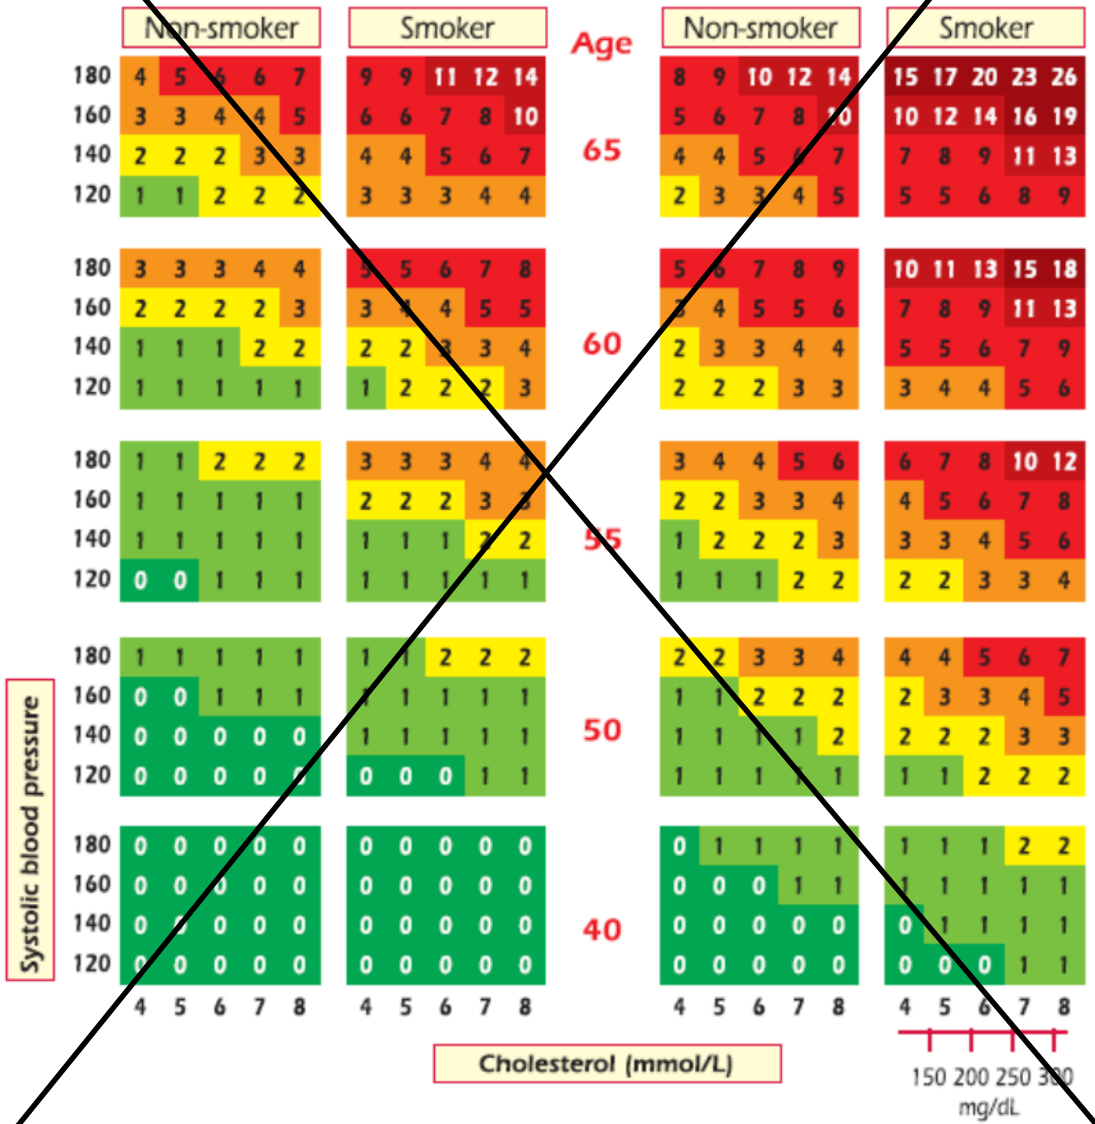 Non-smoker Smoker Age Non-smoker Smoker
180 4 5 6 6 7 9 9 11 12 14 8 9 10 12 14 15 17 20 23 26
160 3 3 4 4 5 6 6 7 8 10 5 6 7 8 10 10 12 14 16 19
65
140 2 2 2 3 3 4 4 5 6 7 4 4 5 6 7 7 8 9 11 13
120 1 1 2 2 2 3 3 3 4 4 2 3 3 4 5 5 5 6 8 9
180 3 3 3 4 4 5 5 6 7 8 5 6 7 8 9 10 11 13 15 18
160 2 2 2 2 3 3 4 4 5 5 3 4 5 5 6 7 8 9 11 13
60
140 1 1 1 2 2 2 2 3 3 4 2 3 3 4 4 5 5 6 7 9
120 1 1 1 1 1 1 2 2 2 3 2 2 2 3 3 3 4 4 5 6
180 1 1 2 2 2 3 3 3 4 4 3 4 4 5 6 6 7 8 10 12
160 1 1 1 1 1 2 2 2 3 3 2 2 3 3 4 4 5 6 7 8
55
140 1 1 1 1 1 1 1 1 2 2 1 2 2 2 3 3 3 4 5 6
120 0 0 1 1 1 1 1 1 1 1 1 1 1 2 2 2 2 3 3 4
180 1 1 1 1 1 1 1 2 2 2 2 2 3 3 4 4 4 5 6 7
160 0 0 1 1 1 1 1 1 1 1 1 1 2 2 2 2 3 3 4 5
50
140 0 0 0 0 0 1 1 1 1 1 1 1 1 1 2 2 2 2 3 3
120 0 0 0 0 0 0 0 0 1 1 1 1 1 1 1 1 1 2 2 2
180 0 0 0 0 0 0 0 0 0 0 0 1 1 1 1 1 1 1 2 2
160 0 0 0 0 0 0 0 0 0 0 0 0 0 1 1 1 1 1 1 1
40
140 0 0 0 0 0 0 0 0 0 0 0 0 0 0 0 0 1 1 1 1
120 0 0 0 0 0 0 0 0 0 0 0 0 0 0 0 0 0 0 1 1
4 5 6 7 8 4 5 6 7 8 4 5 6 7 8 4 5 6 7 8
Systolic blood pressure
Cholesterol (mmol/L)
150 200 250 300
mg/dL